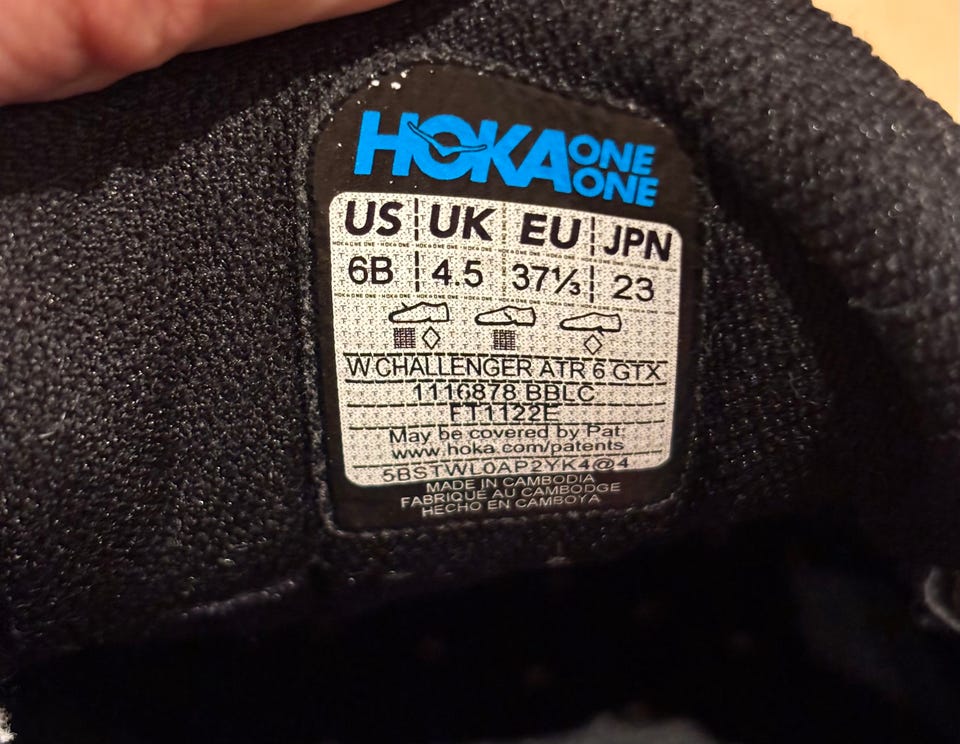 HOKA ONE ONE
US UK EU JPN
6B 4.5 37⅓ 23
W CHALLENGER ATR 6 GTX
1116878 BBLC
FT1122E
May be covered by Pat:
www.hoka.com/patents
5BSTWL0AP2YK4@4
MADE IN CAMBODIA
FABRIQUÉ AU CAMBODGE
HECHO EN CAMBOYA